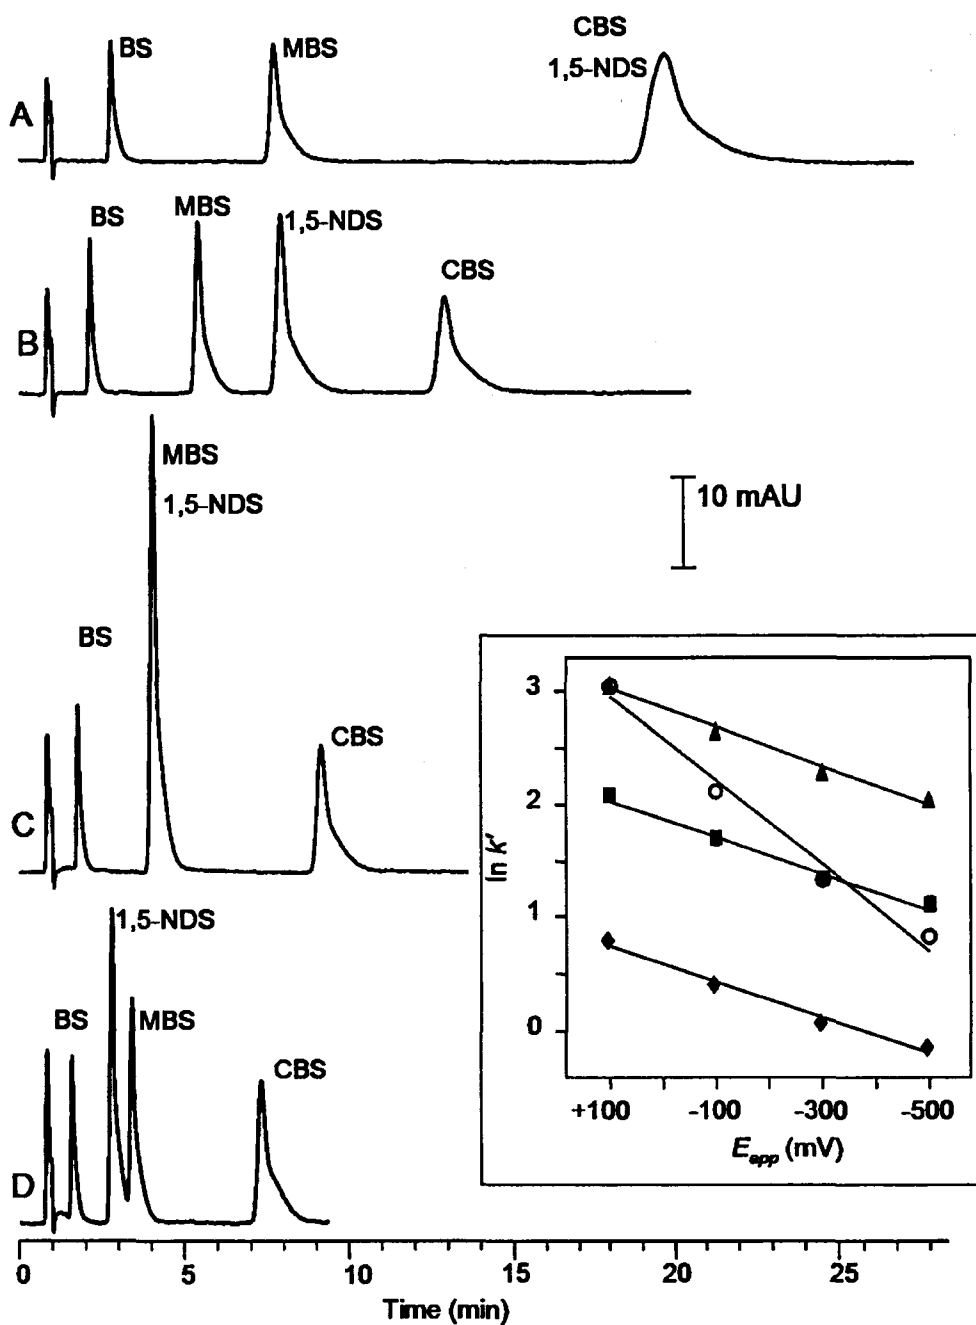 CBS
1,5-NDS
BS
MBS
A
BS
MBS
1,5-NDS
CBS
B
MBS
1,5-NDS
10 mAU
BS
CBS
C
1,5-NDS
BS
MBS
CBS
D
3
2
1
0
ln k'
+100 -100 -300 -500
E_app (mV)
0 5 10 15 20 25
Time (min)